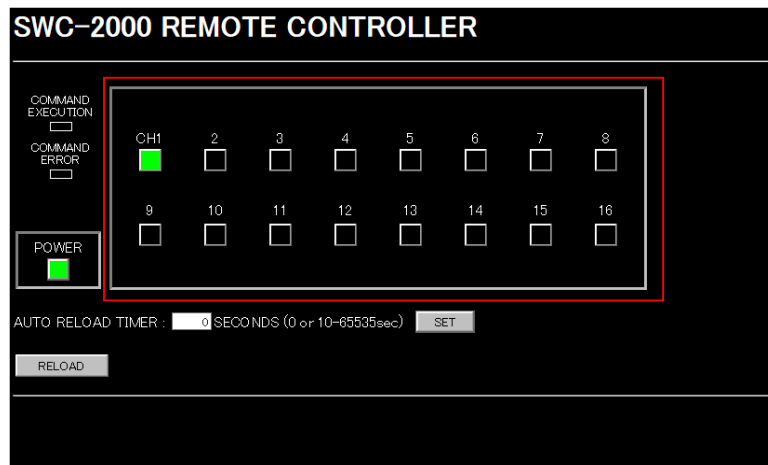 SWC-2000 REMOTE CONTROLLER
COMMAND
EXECUTION
COMMAND
ERROR
CH1 2 3 4 5 6 7 8
9 10 11 12 13 14 15 16
POWER
AUTO RELOAD TIMER : 0 SECONDS (0 or 10-65535sec) SET
RELOAD